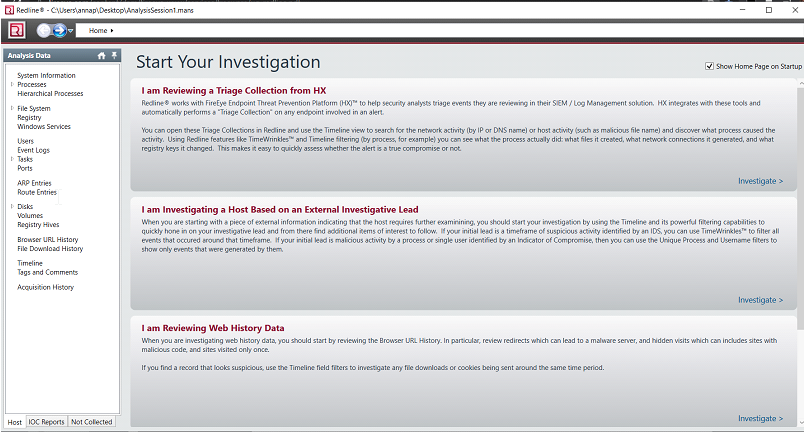 Redline® - C:\Users\annap\Desktop\AnalysisSession1.mans
Home
Analysis Data
System Information
Processes
Hierarchical Processes
File System
Registry
Windows Services
Users
Event Logs
Tasks
Ports
ARP Entries
Route Entries
Disks
Volumes
Registry Hives
Browser URL History
File Download History
Timeline
Tags and Comments
Acquisition History
Host
IOC Reports
Not Collected
Start Your Investigation
Show Home Page on Startup
I am Reviewing a Triage Collection from HX
Redline® works with FireEye Endpoint Threat Prevention Platform (HX)™ to help security analysts triage events they are reviewing in their SIEM / Log Management solution. HX integrates with these tools and
automatically performs a "Triage Collection" on any endpoint involved in an alert.
You can open these Triage Collections in Redline and use the Timeline view to search for the network activity (by IP or DNS name) or host activity (such as malicious file name) and discover what process caused the
activity. Using Redline features like TimeWrinkles™ and Timeline filtering (by process, for example) you can see what the process actually did: what files it created, what network connections it generated, and what
registry keys it changed. This makes it easy to quickly assess whether the alert is a true compromise or not.
Investigate >
I am Investigating a Host Based on an External Investigative Lead
When you are starting with a piece of external information indicating that the host requires further examinining, you should start your investigation by using the Timeline and its powerful filtering capabilities to
quickly hone in on your investigative lead and from there find additional items of interest to follow. If your initial lead is a timeframe of suspicious activity identified by an IDS, you can use TimeWrinkles™ to filter all
events that occured around that timeframe. If your initial lead is malicious activity by a process or single user identified by an Indicator of Compromise, then you can use the Unique Process and Username filters to
show only events that were generated by them.
Investigate >
I am Reviewing Web History Data
When you are investigating web history data, you should start by reviewing the Browser URL History. In particular, review redirects which can lead to a malware server, and hidden visits which can includes sites with
malicious code, and sites visited only once.
If you find a record that looks suspicious, use the Timeline field filters to investigate any file downloads or cookies being sent around the same time period.
Investigate >